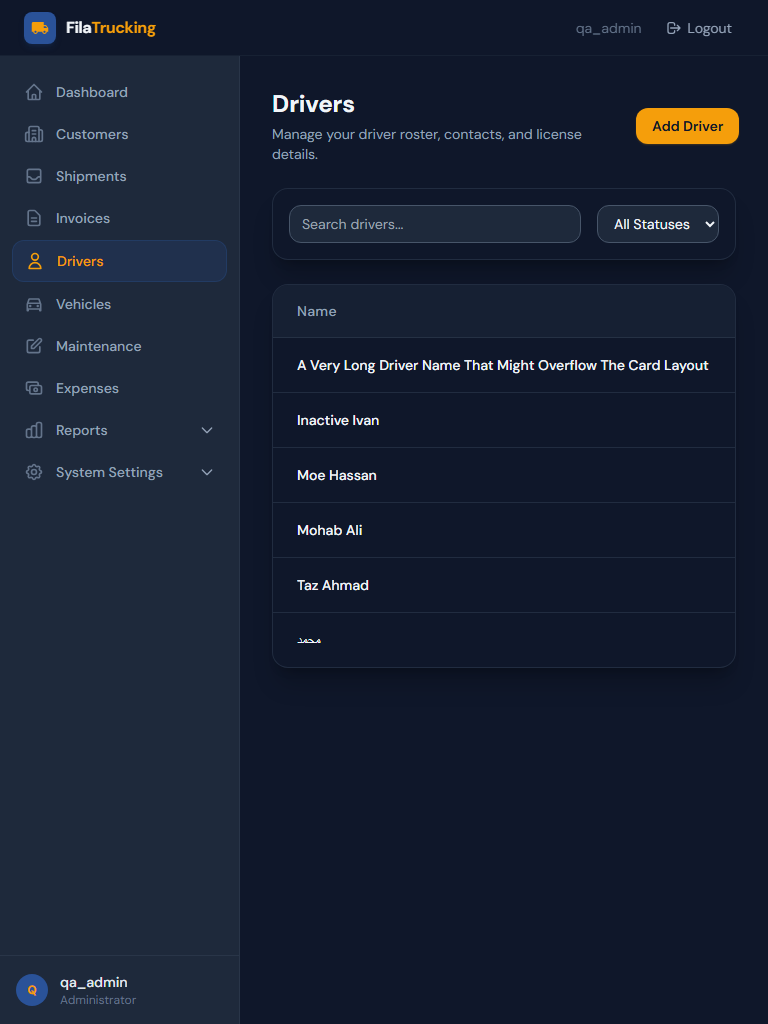 FilaTrucking
qa_admin
Logout
Dashboard
Customers
Shipments
Invoices
Drivers
Vehicles
Maintenance
Expenses
Reports
System Settings
Q
qa_admin
Administrator
Drivers
Manage your driver roster, contacts, and license
details.
Add Driver
Search drivers...
All Statuses
Name
A Very Long Driver Name That Might Overflow The Card Layout
Inactive Ivan
Moe Hassan
Mohab Ali
Taz Ahmad
محمد